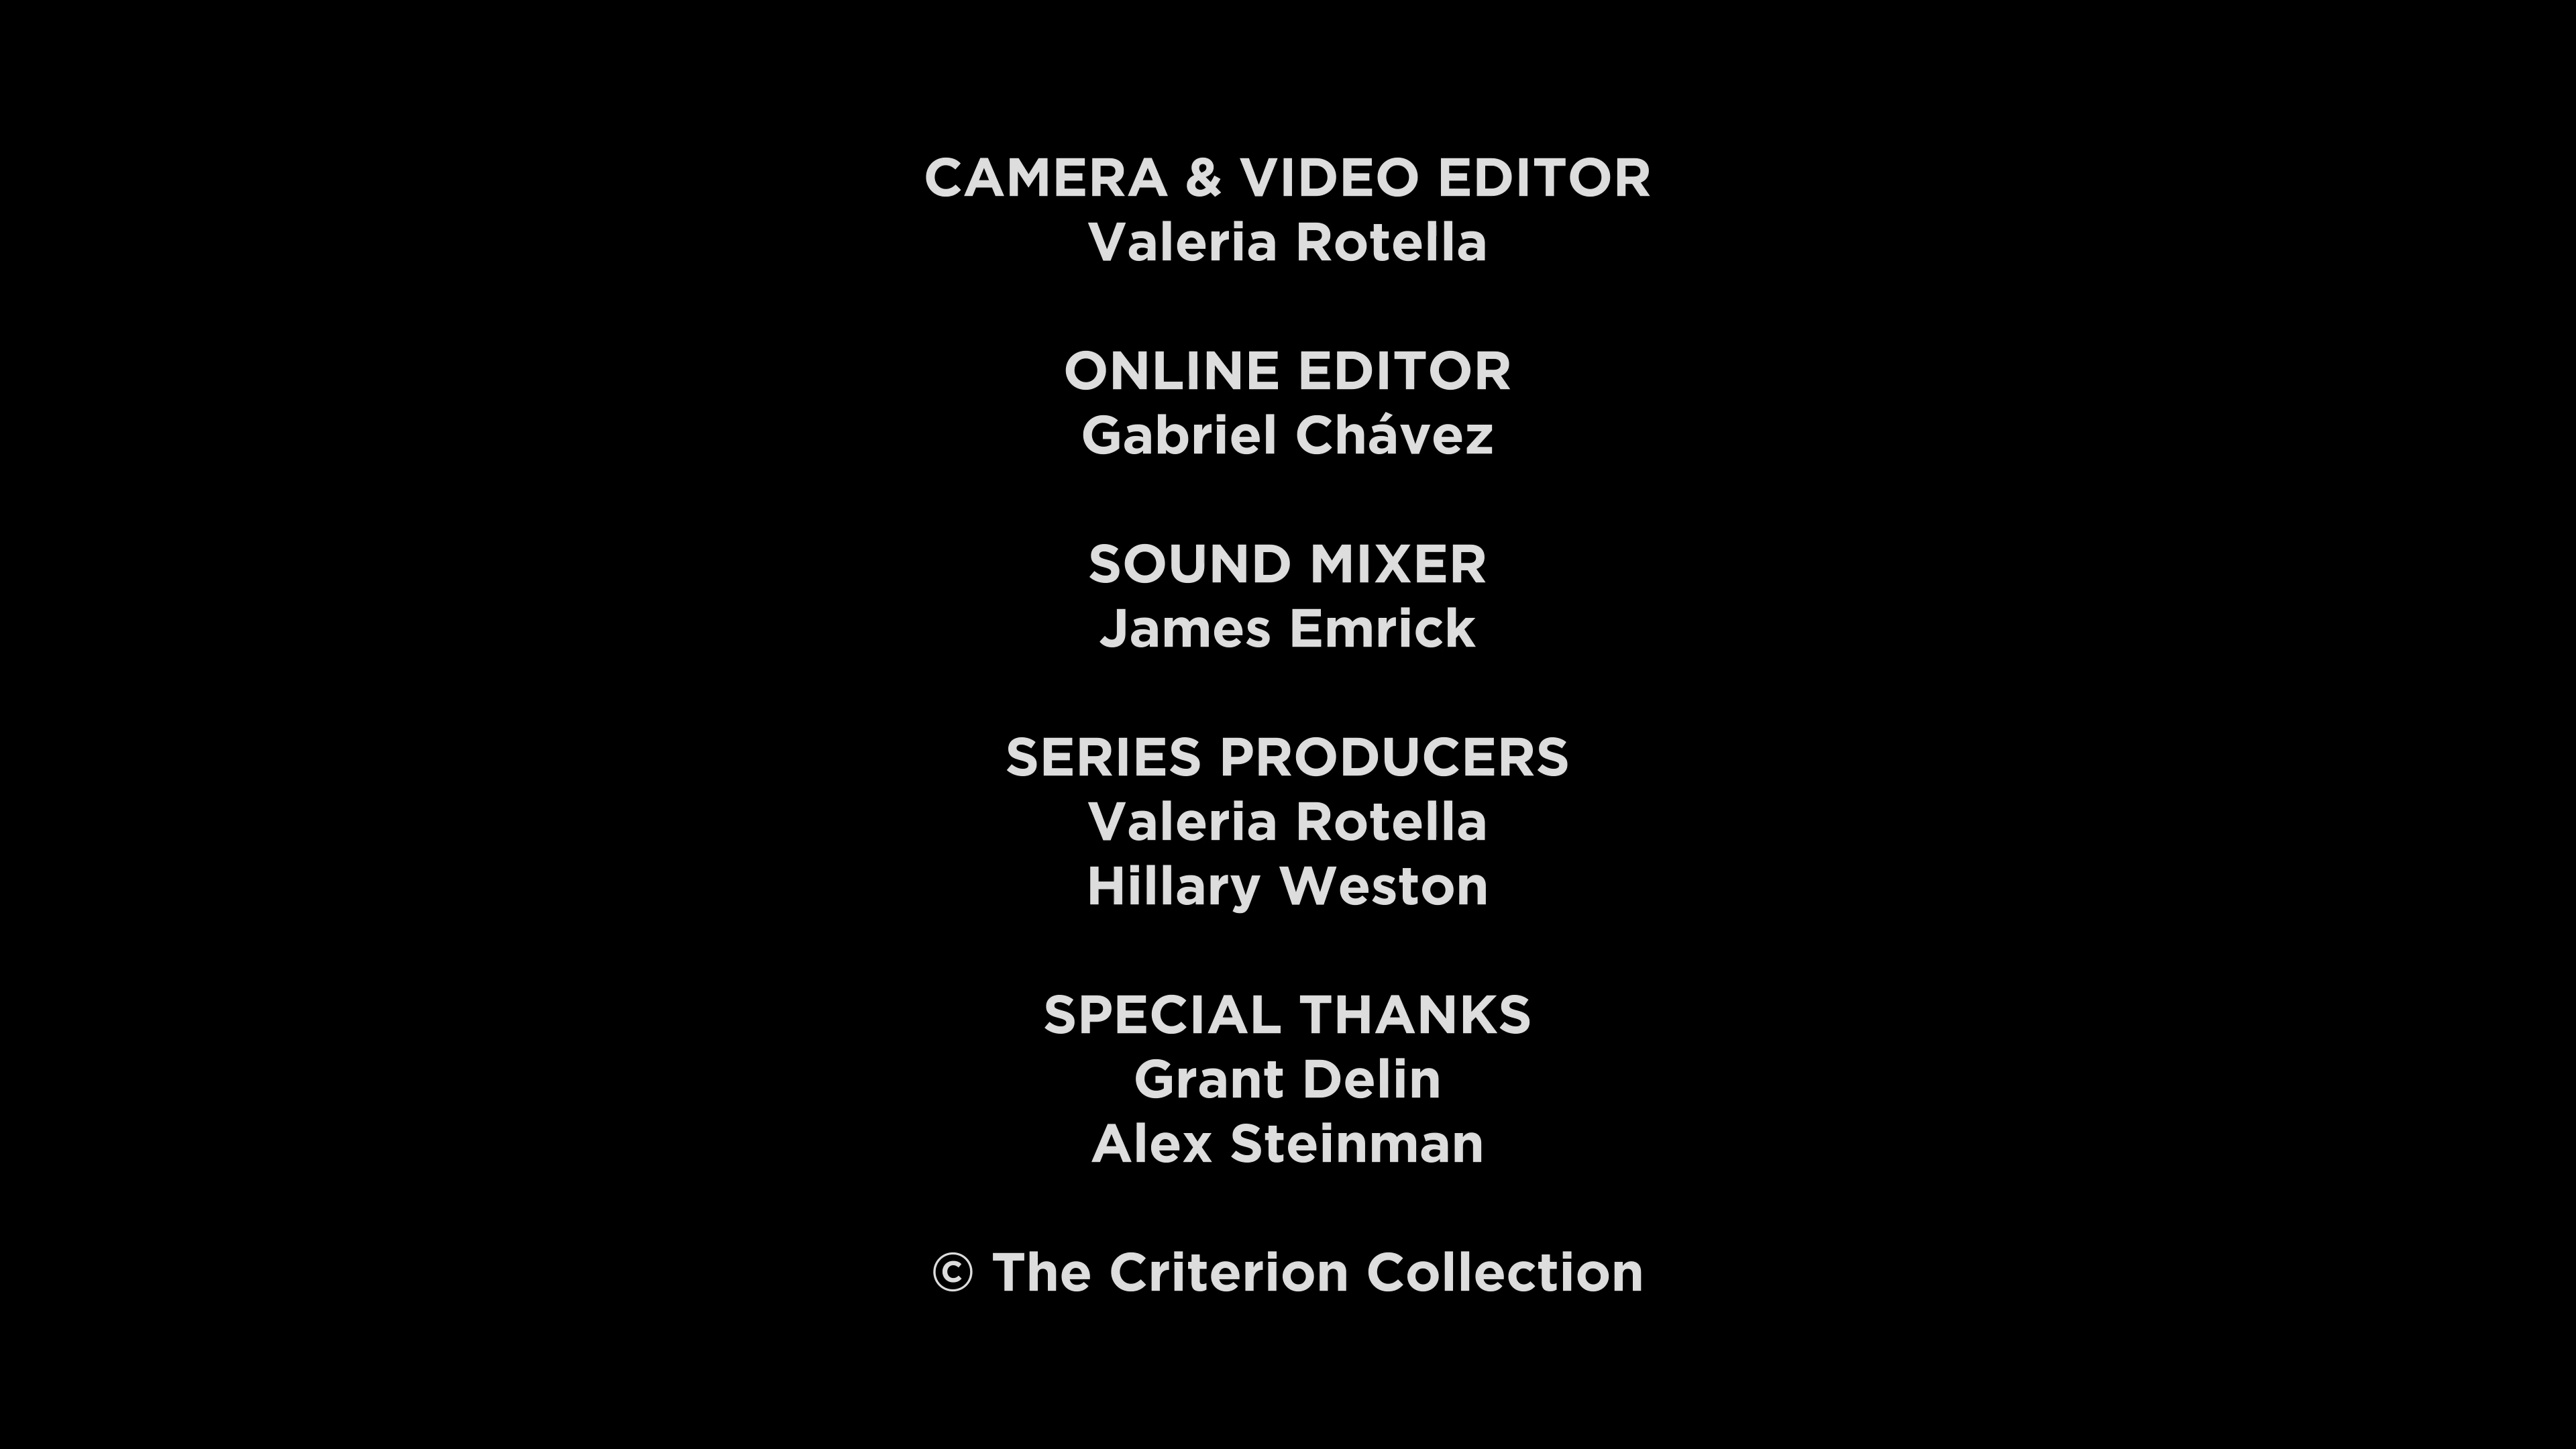 CAMERA & VIDEO EDITOR
Valeria Rotella
ONLINE EDITOR
Gabriel Chávez
SOUND MIXER
James Emrick
SERIES PRODUCERS
Valeria Rotella
Hillary Weston
SPECIAL THANKS
Grant Delin
Alex Steinman
© The Criterion Collection